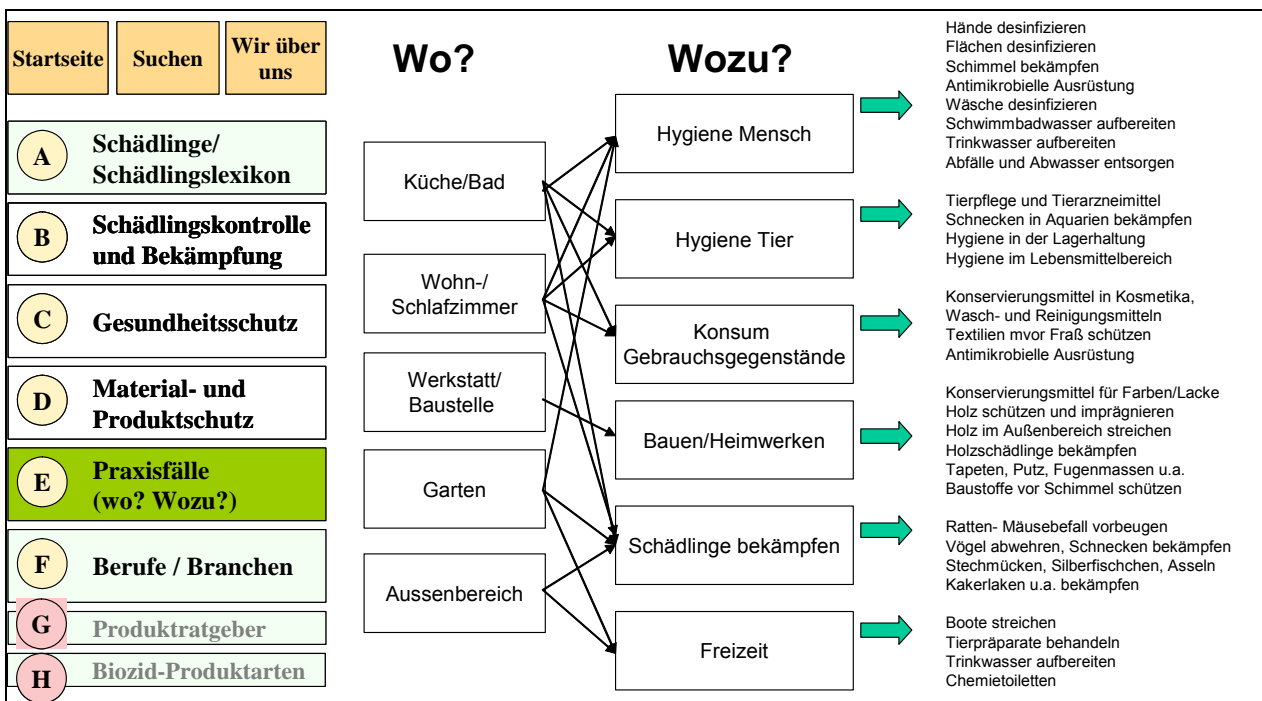 Startseite
Suchen
Wir über
uns
A
Schädlinge/
Schädlingslexikon
B
Schädlingskontrolle
und Bekämpfung
C
Gesundheitsschutz
D
Material- und
Produktschutz
E
Praxisfälle
(wo? Wozu?)
F
Berufe / Branchen
G
Produktratgeber
H
Biozid-Produktarten
Wo?
Küche/Bad
Wohn-/
Schlafzimmer
Werkstatt/
Baustelle
Garten
Aussenbereich
Wozu?
Hygiene Mensch
Hygiene Tier
Konsum
Gebrauchsgegenstände
Bauen/Heimwerken
Schädlinge bekämpfen
Freizeit
Hände desinfizieren
Flächen desinfizieren
Schimmel bekämpfen
Antimikrobielle Ausrüstung
Wäsche desinfizieren
Schwimmbadwasser aufbereiten
Trinkwasser aufbereiten
Abfälle und Abwasser entsorgen
Tierpflege und Tierarzneimittel
Schnecken in Aquarien bekämpfen
Hygiene in der Lagerhaltung
Hygiene im Lebensmittelbereich
Konservierungsmittel in Kosmetika,
Wasch- und Reinigungsmitteln
Textilien mvor Fraß schützen
Antimikrobielle Ausrüstung
Konservierungsmittel für Farben/Lacke
Holz schützen und imprägnieren
Holz im Außenbereich streichen
Holzschädlinge bekämpfen
Tapeten, Putz, Fugenmassen u.a.
Baustoffe vor Schimmel schützen
Ratten- Mäusebefall vorbeugen
Vögel abwehren, Schnecken bekämpfen
Stechmücken, Silberfischchen, Asseln
Kakerlaken u.a. bekämpfen
Boote streichen
Tierpräparate behandeln
Trinkwasser aufbereiten
Chemietoiletten